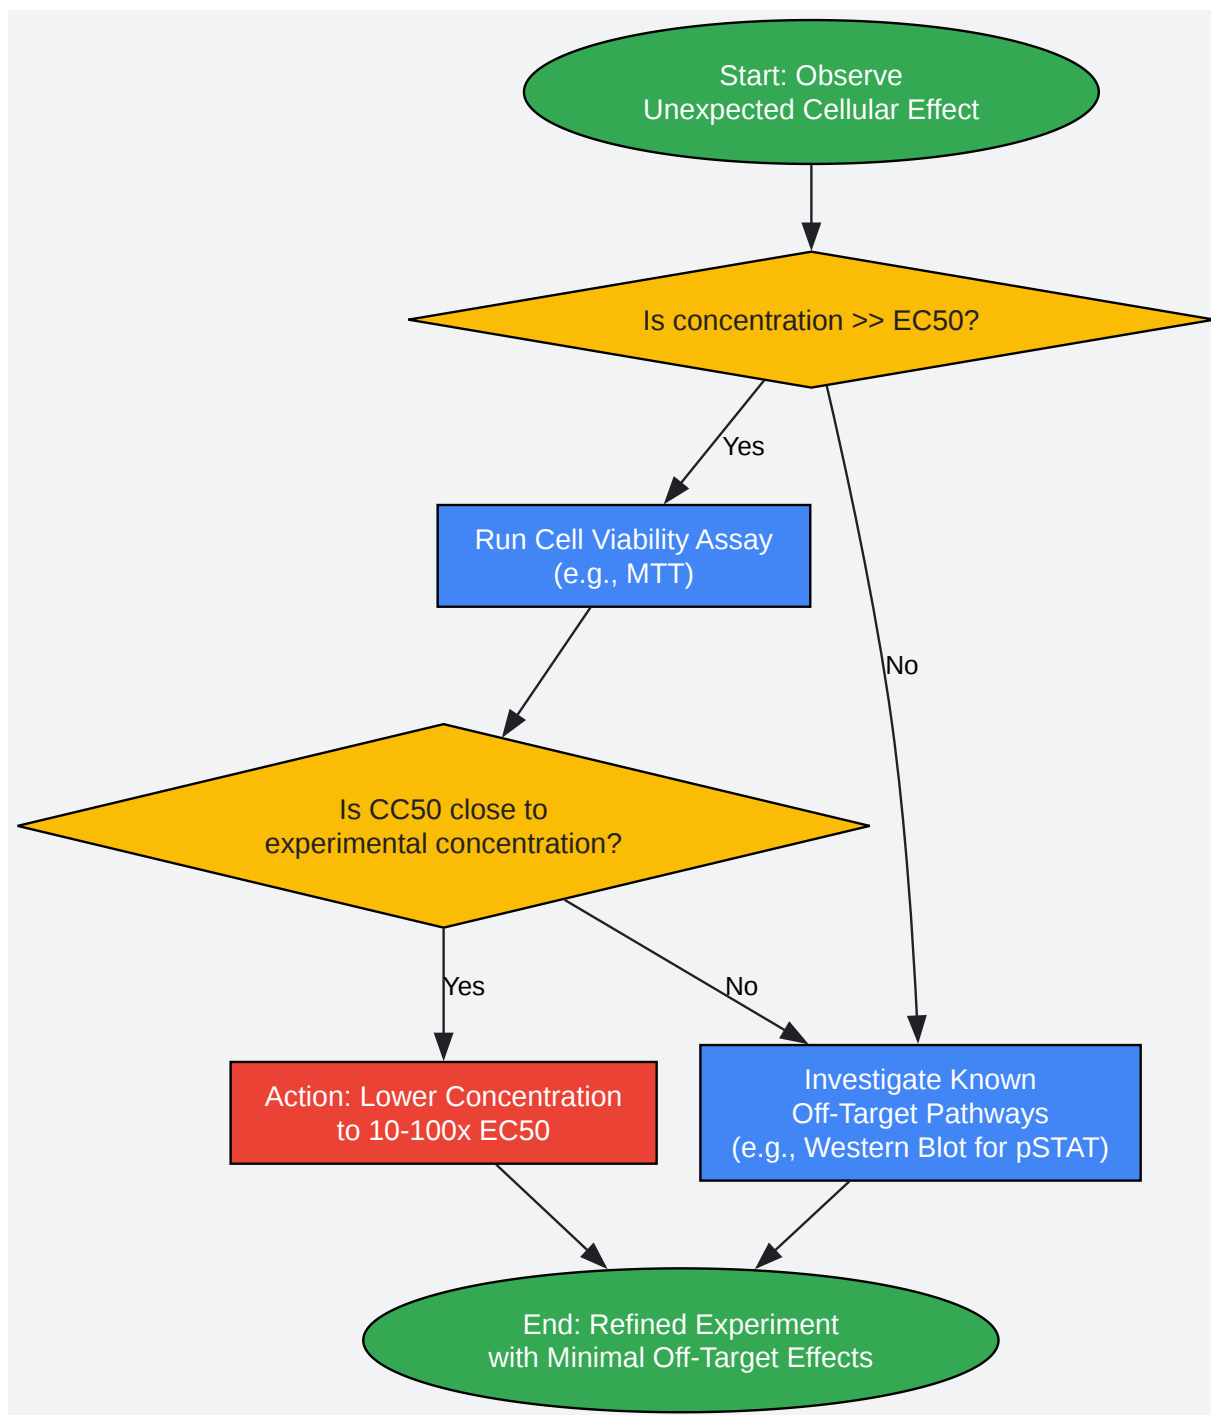 Start: Observe
Unexpected Cellular Effect
Is concentration >> EC50?
Yes
Run Cell Viability Assay
(e.g., MTT)
No
Is CC50 close to
experimental concentration?
Yes
No
Action: Lower Concentration
to 10-100x EC50
Investigate Known
Off-Target Pathways
(e.g., Western Blot for pSTAT)
End: Refined Experiment
with Minimal Off-Target Effects